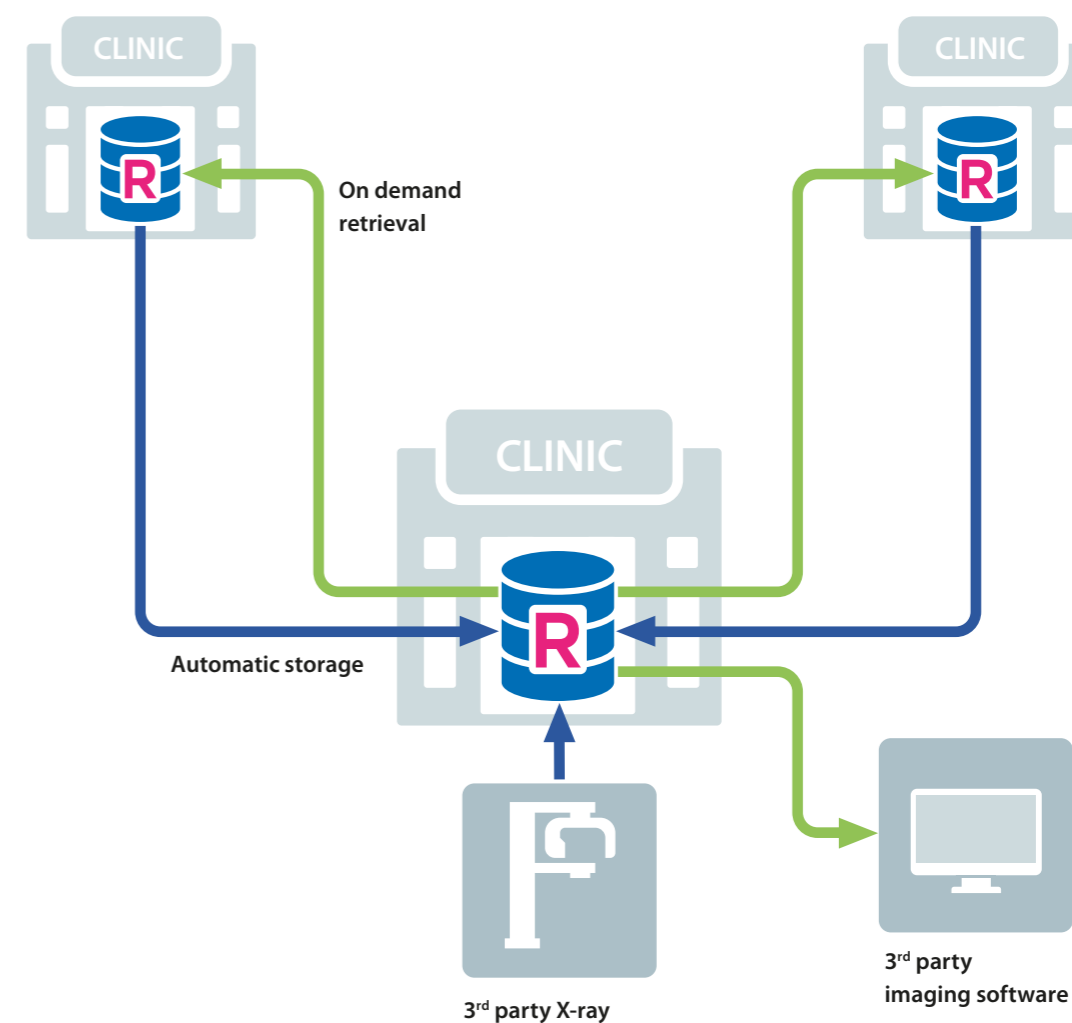 CLINIC
CLINIC
R
R
On demand
retrieval
CLINIC
R
Automatic storage
3rd party
imaging software
3rd party X-ray